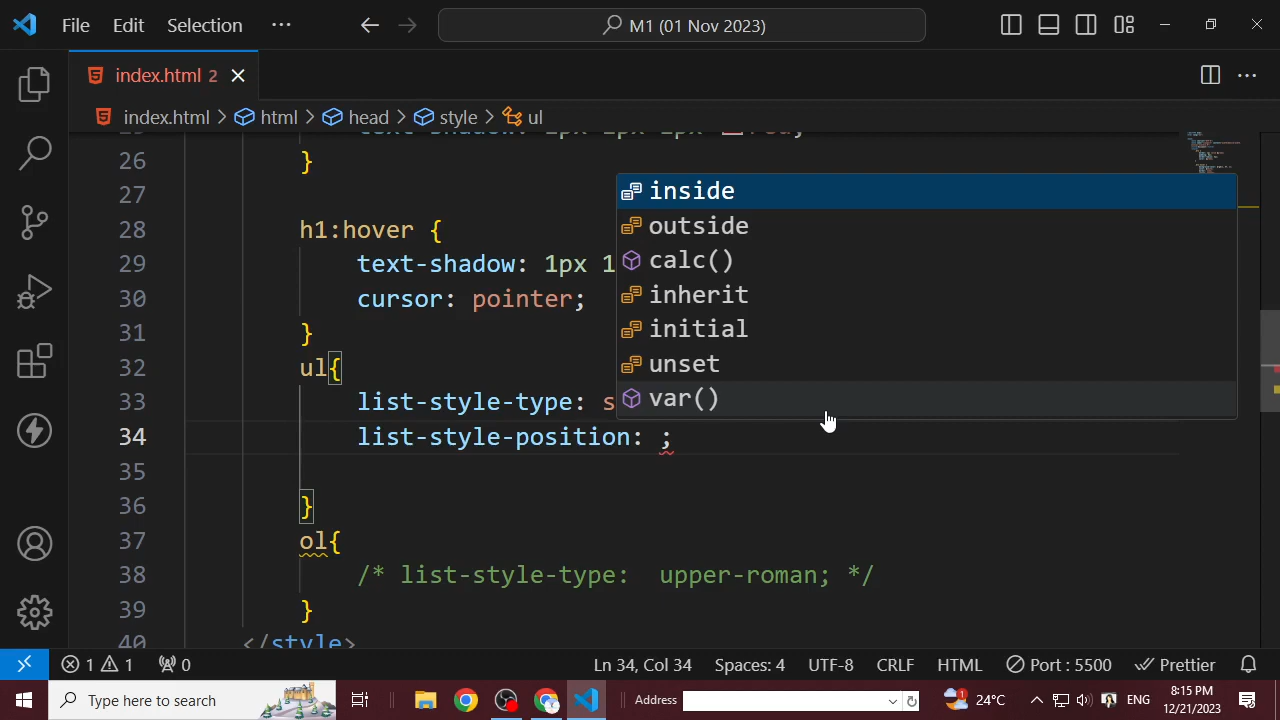 File Edit Selection ··· M1 (01 Nov 2023)
index.html 2
index.html > html > head > style > ul
26 }
27
28 h1:hover {
29 text-shadow: 1px 1
30 cursor: pointer;
31 }
32 ul{
33 list-style-type: s
34 list-style-position: ;
35
36 }
37 ol{
38 /* list-style-type:  upper-roman; */
39 }
40 </style>
inside
outside
calc()
inherit
initial
unset
var()
1 1 0 Ln 34, Col 34 Spaces: 4 UTF-8 CRLF HTML Port : 5500 Prettier
Type here to search Address 24°C ENG 8:15 PM
12/21/2023